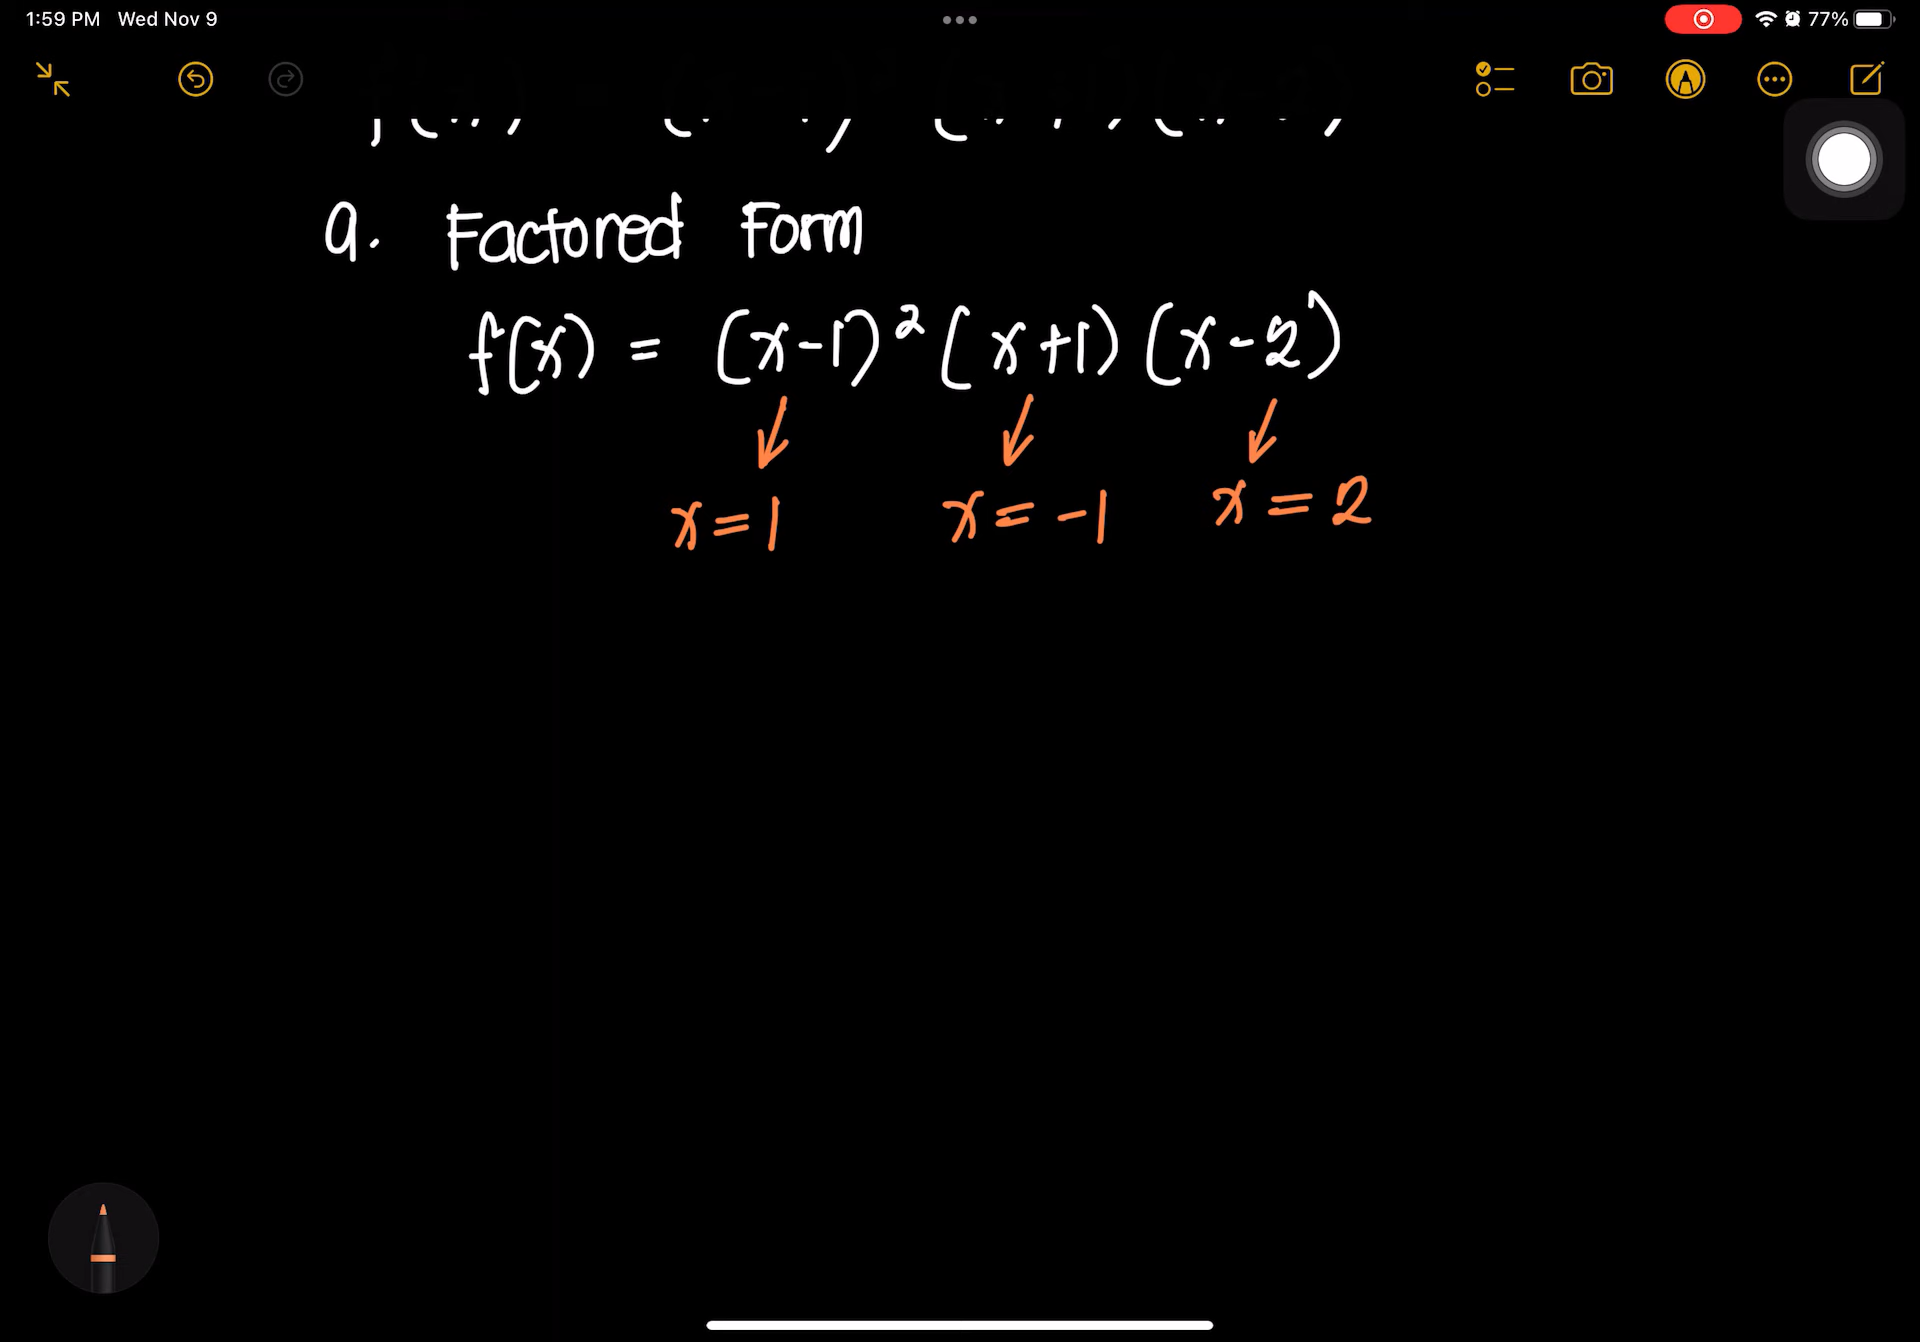 1:59 PM Wed Nov 9
77%
a. Factored Form
f(x) = (x-1)²(x+1)(x-2)
x=1 x=-1 x=2